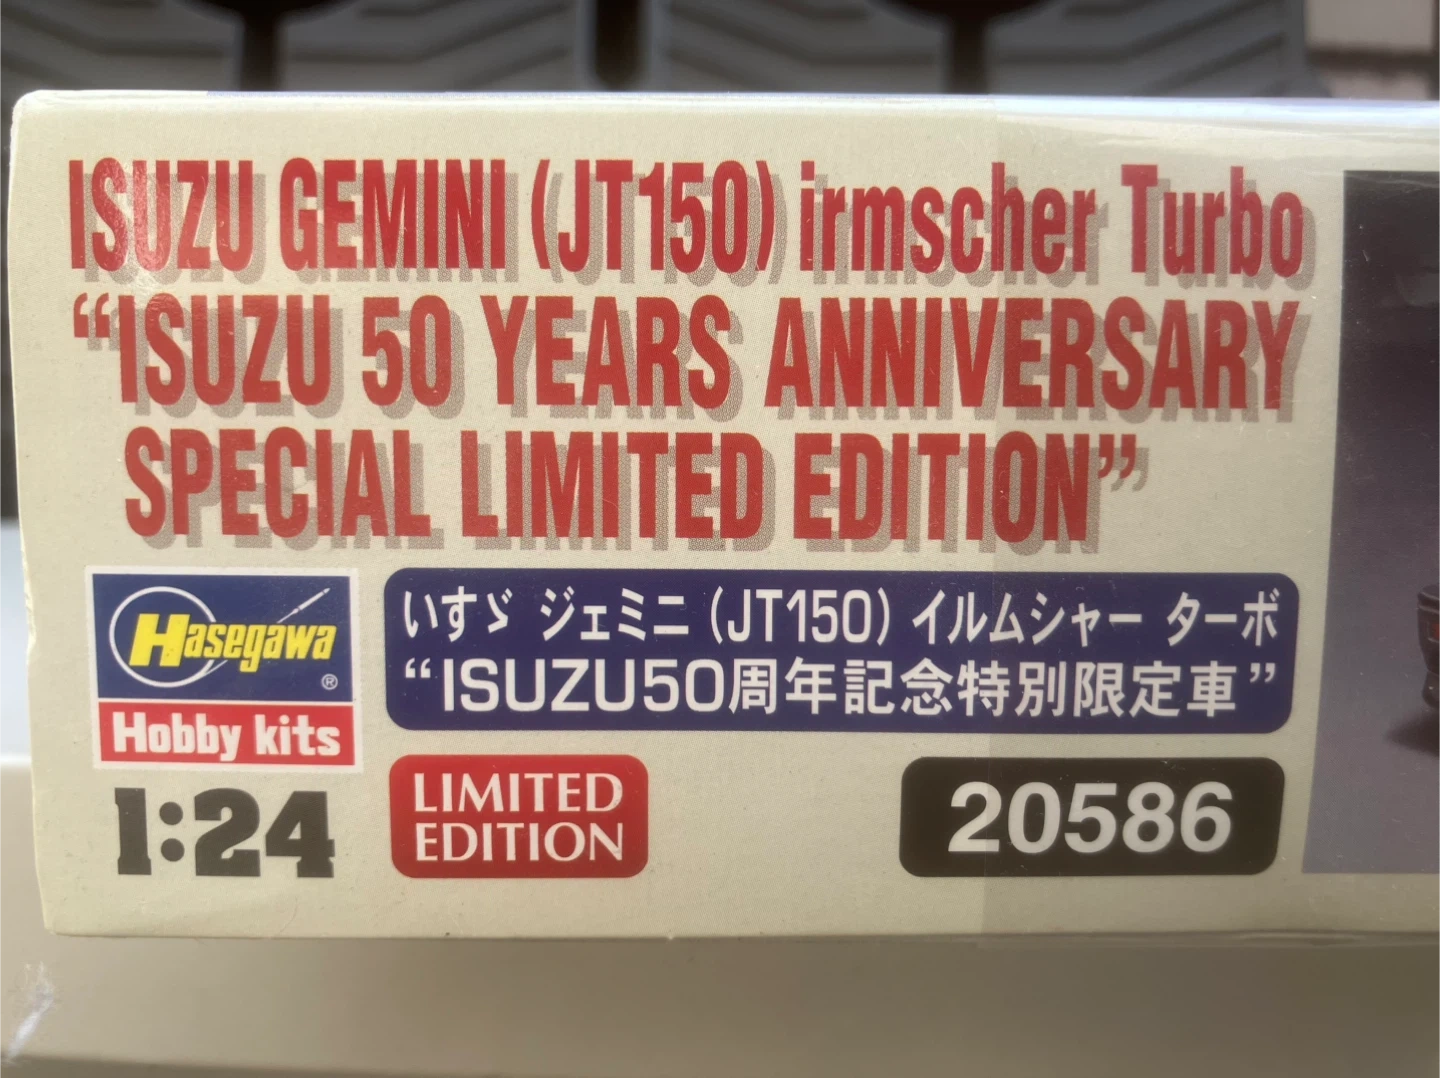 ISUZU GEMINI (JT150) irmscher Turbo
“ISUZU 50 YEARS ANNIVERSARY
SPECIAL LIMITED EDITION”
Hasegawa
®
Hobby kits
いすゞ ジェミニ (JT150) イルムシャー ターボ
“ISUZU50周年記念特別限定車”
1:24
LIMITED
EDITION
20586